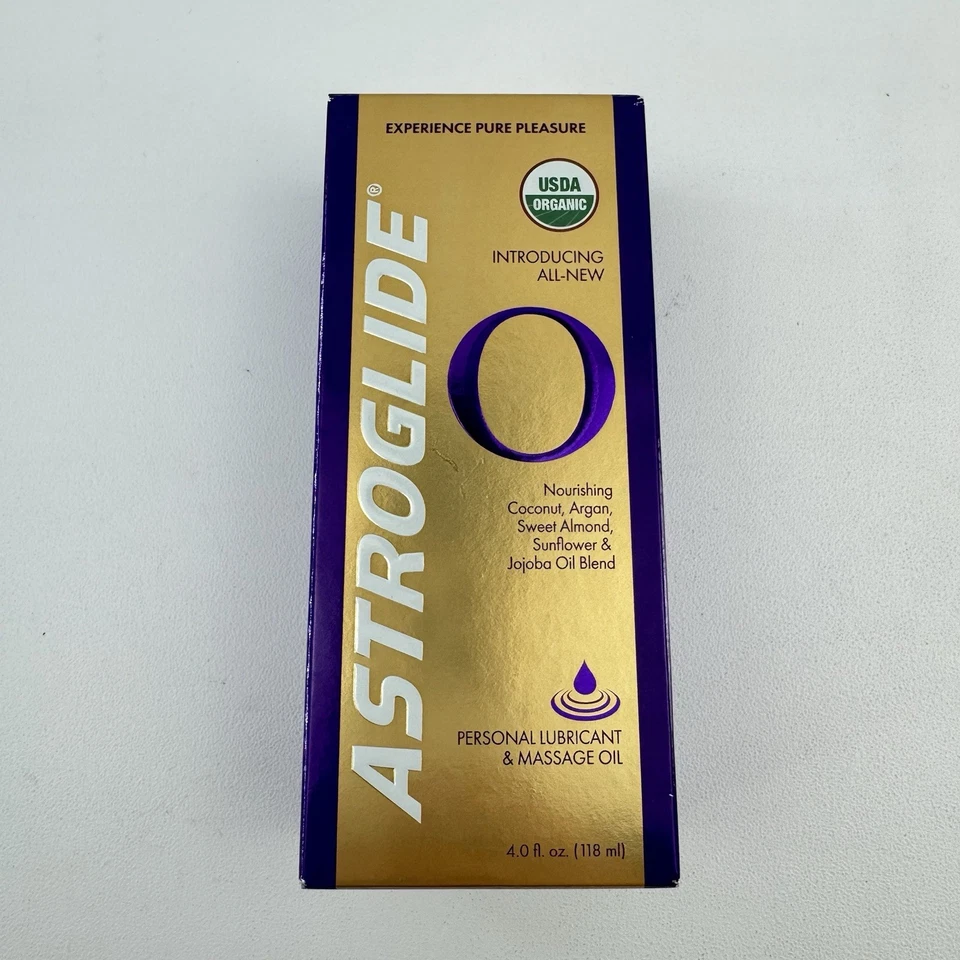 EXPERIENCE PURE PLEASURE
USDA
ORGANIC
ASTROGLIDE®
INTRODUCING
ALL-NEW
O
Nourishing
Coconut, Argan,
Sweet Almond,
Sunflower &
Jojoba Oil Blend
PERSONAL LUBRICANT
& MASSAGE OIL
4.0 fl. oz. (118 ml)